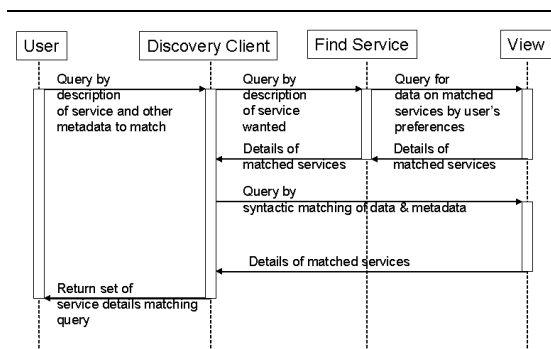 User
Discovery Client
Find Service
View
Query by
description
of service and other
metadata to match
Query by
description
of service
wanted
Query for
data on matched
services by user's
preferences
Details of
matched services
Details of
matched services
Query by
syntactic matching of data & metadata
Details of matched services
Return set of
service details matching
query